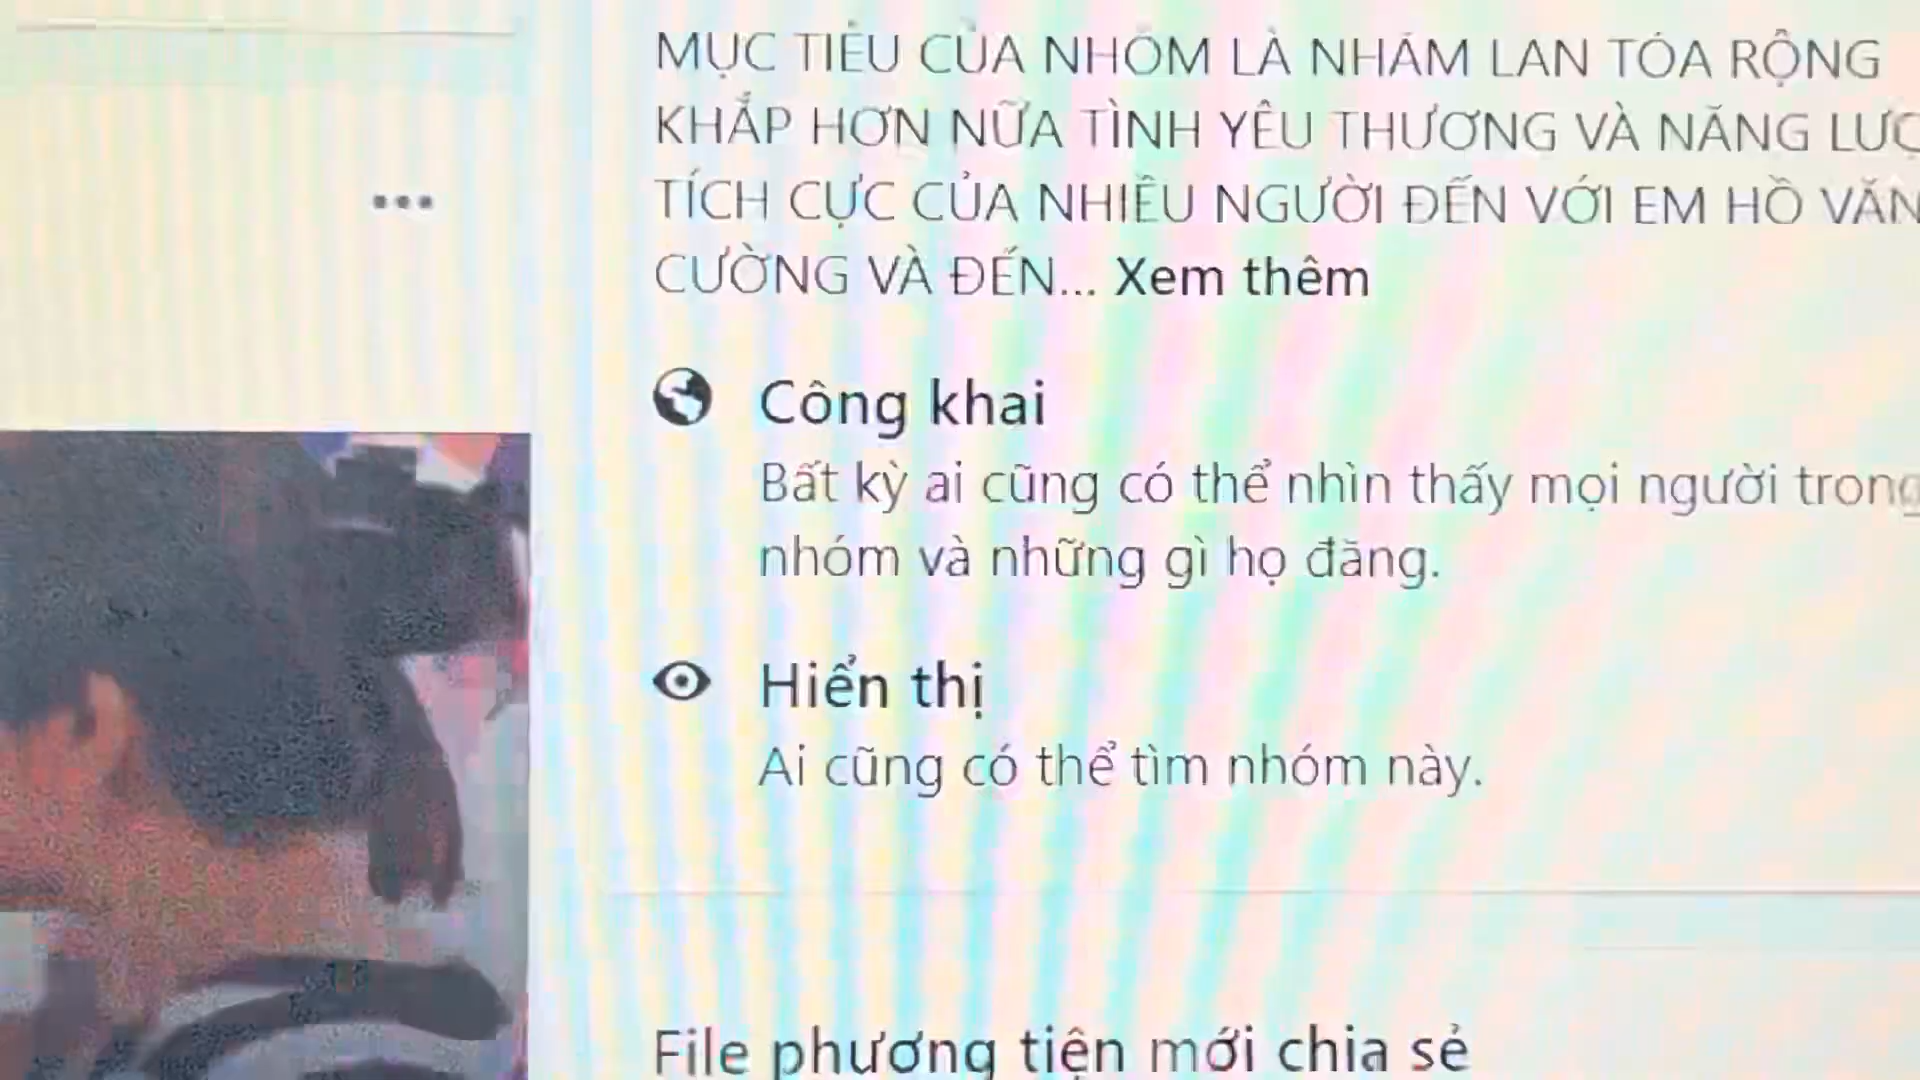 MỤC TIÊU CỦA NHÓM LÀ NHẰM LAN TỎA RỘNG
KHẮP HƠN NỮA TÌNH YÊU THƯƠNG VÀ NĂNG LƯỢ
TÍCH CỰC CỦA NHIỀU NGƯỜI ĐẾN VỚI EM HỒ VĂN
CƯỜNG VÀ ĐẾN... Xem thêm
Công khai
Bất kỳ ai cũng có thể nhìn thấy mọi người trong
nhóm và những gì họ đăng.
Hiển thị
Ai cũng có thể tìm nhóm này.
File phương tiện mới chia sẻ